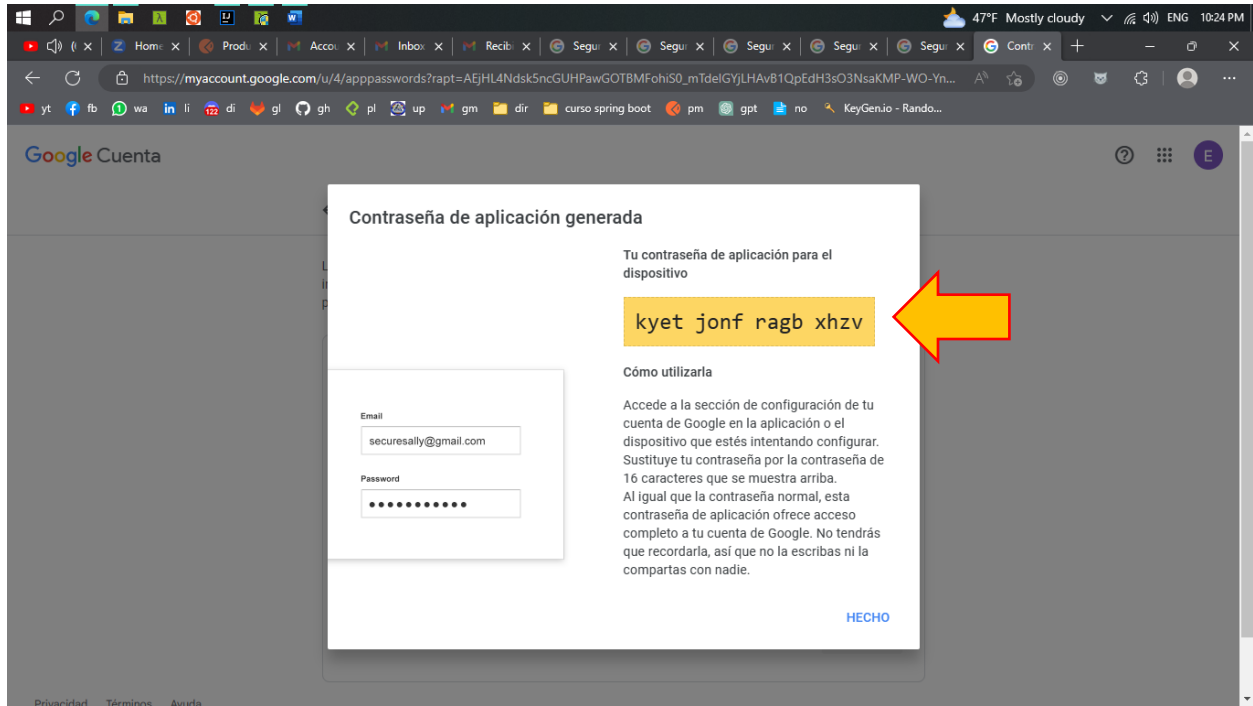 47°F Mostly cloudy ENG 10:24 PM
Home Produ Accou Inbox Recib Segur Segur Segur Segur Segur Contr
https://myaccount.google.com/u/4/apppasswords?
yt fb wa li di gl gh pl up gm dir curso spring boot pm gpt no KeyGen.io - Rando...
Google Cuenta
E
Contraseña de aplicación generada
Tu contraseña de aplicación para el
dispositivo
kyet jonf ragb xhzv
Cómo utilizarla
Accede a la sección de configuración de tu
cuenta de Google en la aplicación o el
dispositivo que estés intentando configurar.
Sustituye tu contraseña por la contraseña de
16 caracteres que se muestra arriba.
Al igual que la contraseña normal, esta
contraseña de aplicación ofrece acceso
completo a tu cuenta de Google. No tendrás
que recordarla, así que no la escribas ni la
compartas con nadie.
Email
securesally@gmail.com
Password
HECHO
Privacidad Términos Ayuda